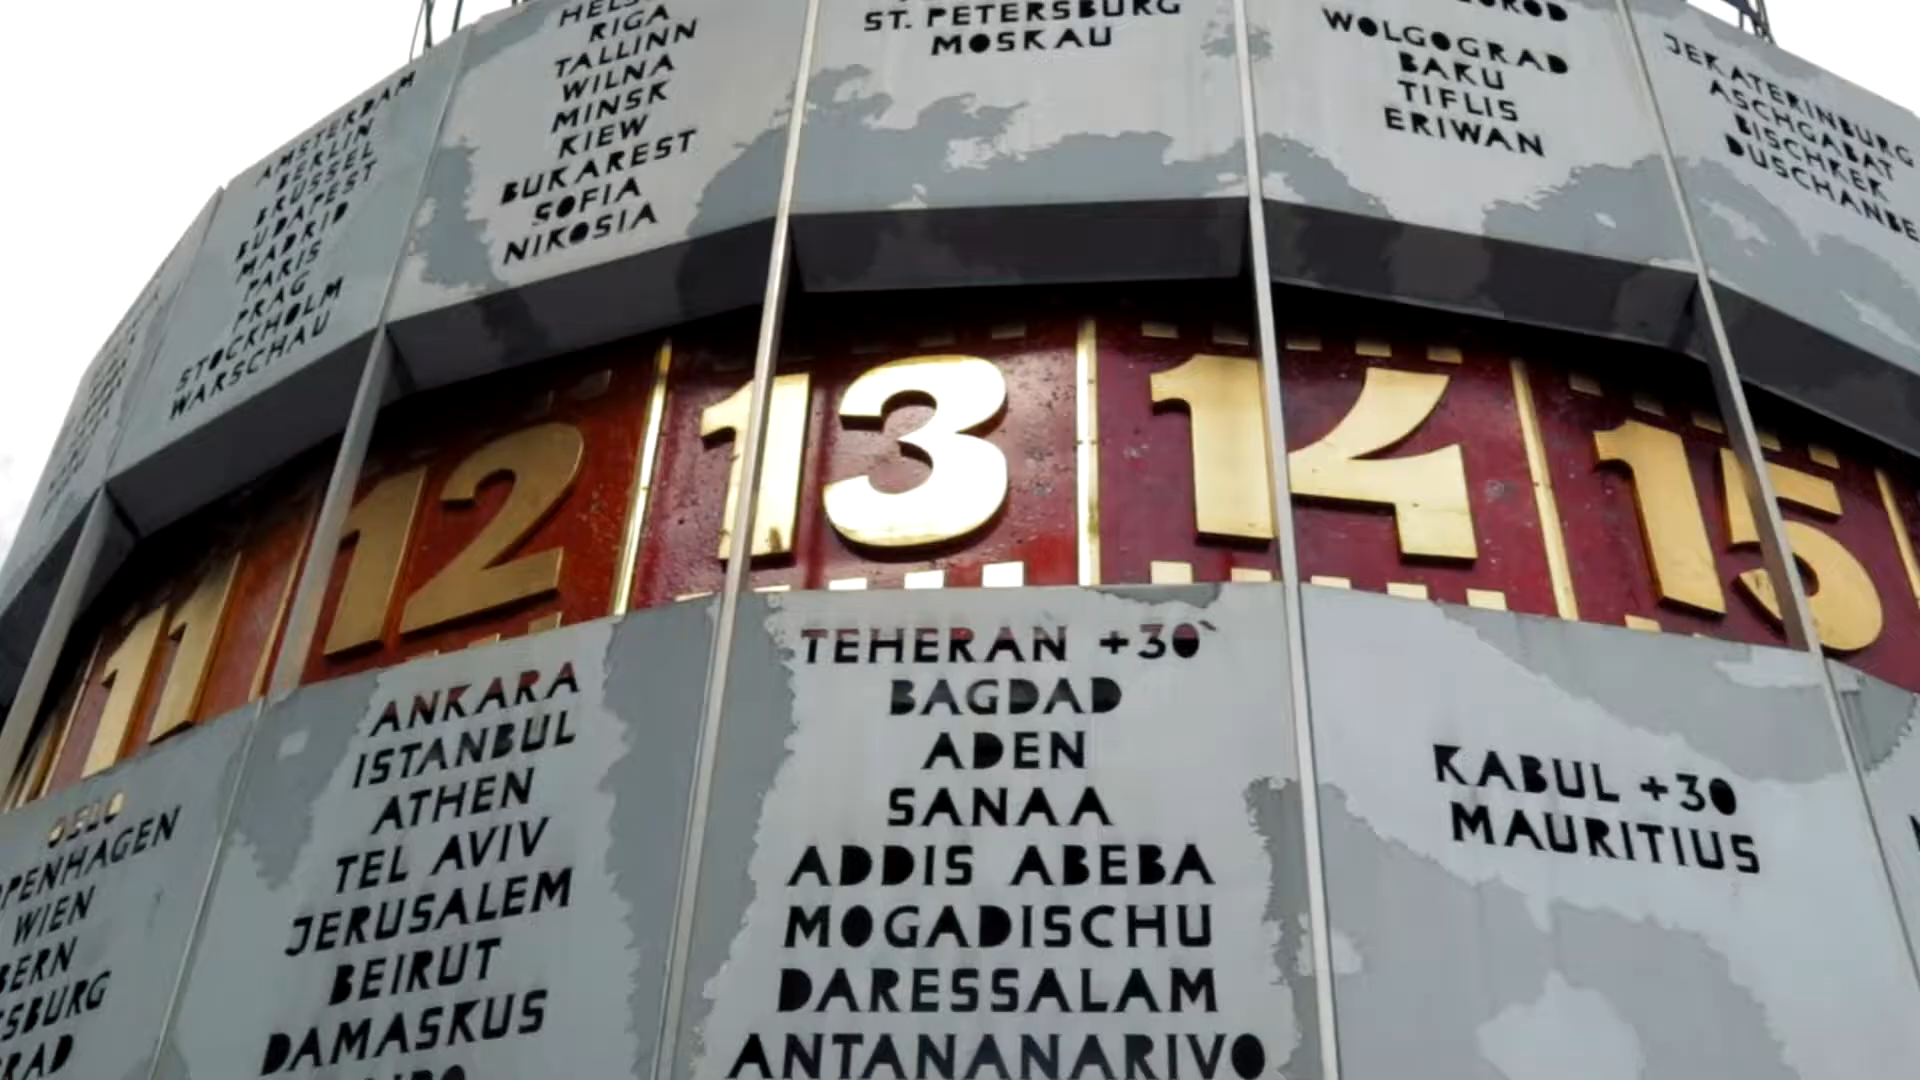 AMSTERDAM
BERLIN
BRÜSSEL
BUDAPEST
MADRID
PARIS
PRAG
STOCKHOLM
WARSCHAU
RIGA
TALLINN
WILNA
MINSK
KIEW
BUKAREST
SOFIA
NIKOSIA
ST. PETERSBURG
MOSKAU
WOLGOGRAD
BAKU
TIFLIS
ERIWAN
JEKATERINBURG
ASCHGABAT
BISCHKEK
DUSCHANBE
11
12
13
14
15
OSLO
OPENHAGEN
WIEN
BERN
ANKARA
ISTANBUL
ATHEN
TEL AVIV
JERUSALEM
BEIRUT
DAMASKUS
TEHERAN +30`
BAGDAD
ADEN
SANAA
ADDIS ABEBA
MOGADISCHU
DARESSALAM
ANTANANARIVO
KABUL +30
MAURITIUS